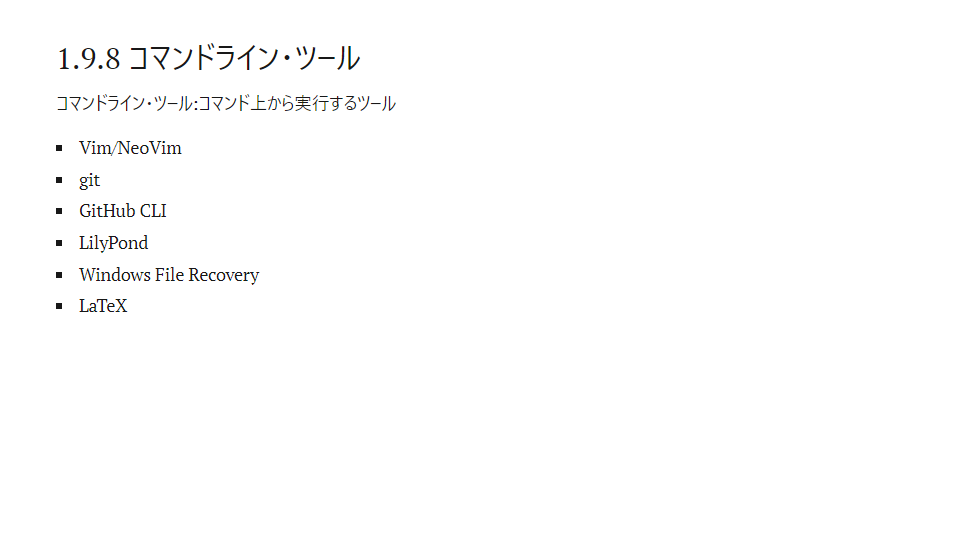 1.9.8 コマンドライン・ツール
コマンドライン・ツール:コマンド上から実行するツール
Vim/NeoVim
git
GitHub CLI
LilyPond
Windows File Recovery
LaTeX